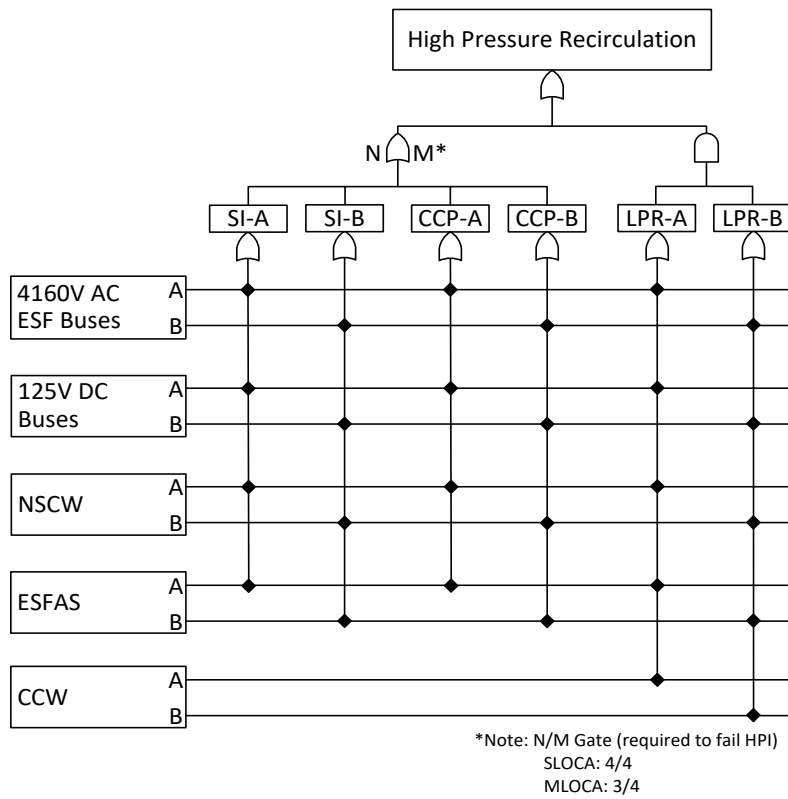 High Pressure Recirculation
N M*
SI-A SI-B CCP-A CCP-B LPR-A LPR-B
4160V AC
ESF Buses
A
B
125V DC
Buses
A
B
NSCW
A
B
ESFAS
A
B
CCW
A
B
*Note: N/M Gate (required to fail HPI)
SLOCA: 4/4
MLOCA: 3/4